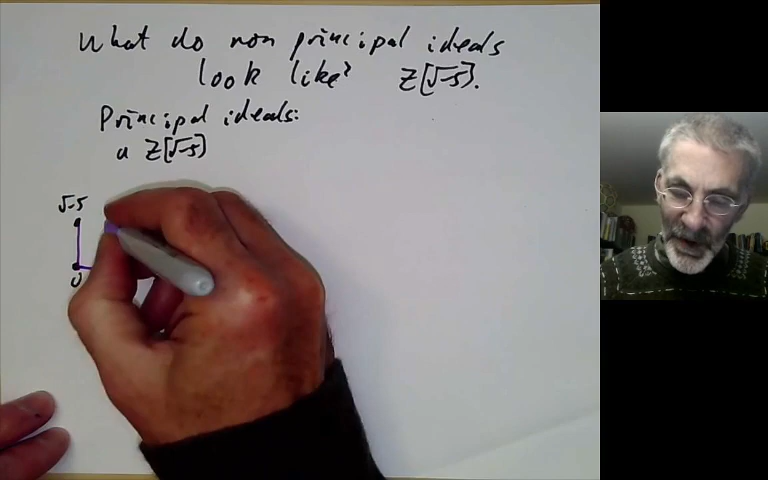 What do non principal ideals
look like? Z[√-5].
Principal ideals:
a Z[√-5]
√-5
0